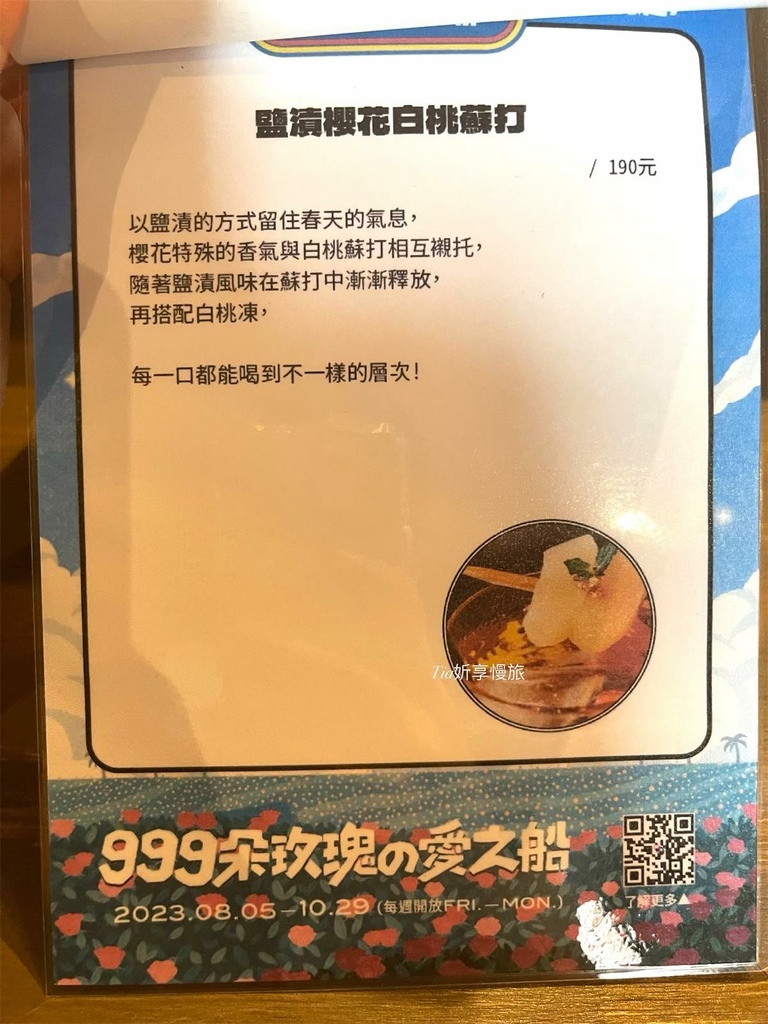 鹽漬櫻花白桃蘇打
/ 190元
以鹽漬的方式留住春天的氣息，
櫻花特殊的香氣與白桃蘇打相互襯托，
隨著鹽漬風味在蘇打中漸漸釋放，
再搭配白桃凍，
每一口都能喝到不一樣的層次！
Tia妡享慢旅
999朵玫瑰の愛之船
2023.08.05－10.29（每週開放FRI.－MON.）
了解更多▲